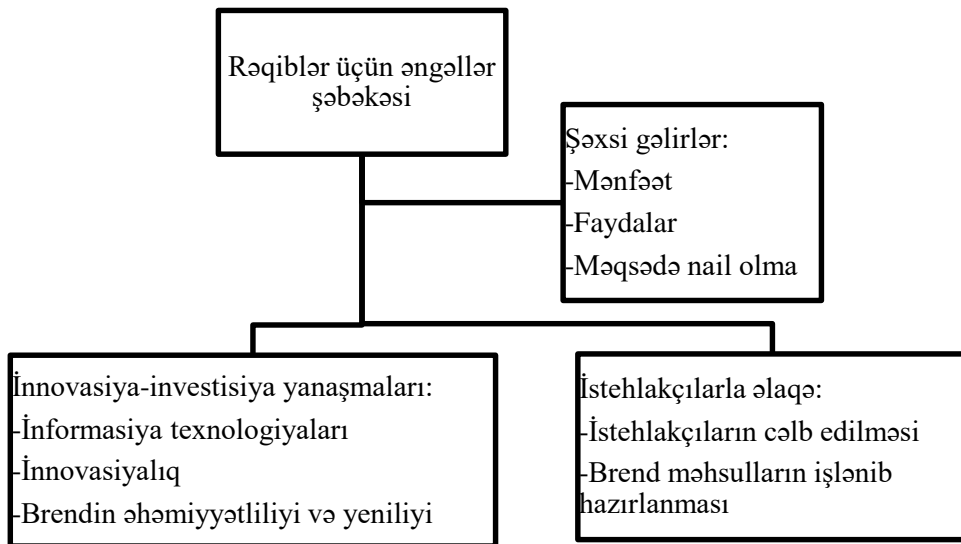 Rəqiblər üçün əngəllər
şəbəkəsi
Şəxsi gəlirlər:
-Mənfəət
-Faydalar
-Məqsədə nail olma
İnnovasiya-investisiya yanaşmaları:
-İnformasiya texnologiyaları
-İnnovasiyalıq
-Brendin əhəmiyyətliliyi və yeniliyi
İstehlakçılarla əlaqə:
-İstehlakçıların cəlb edilməsi
-Brend məhsulların işlənib
hazırlanması